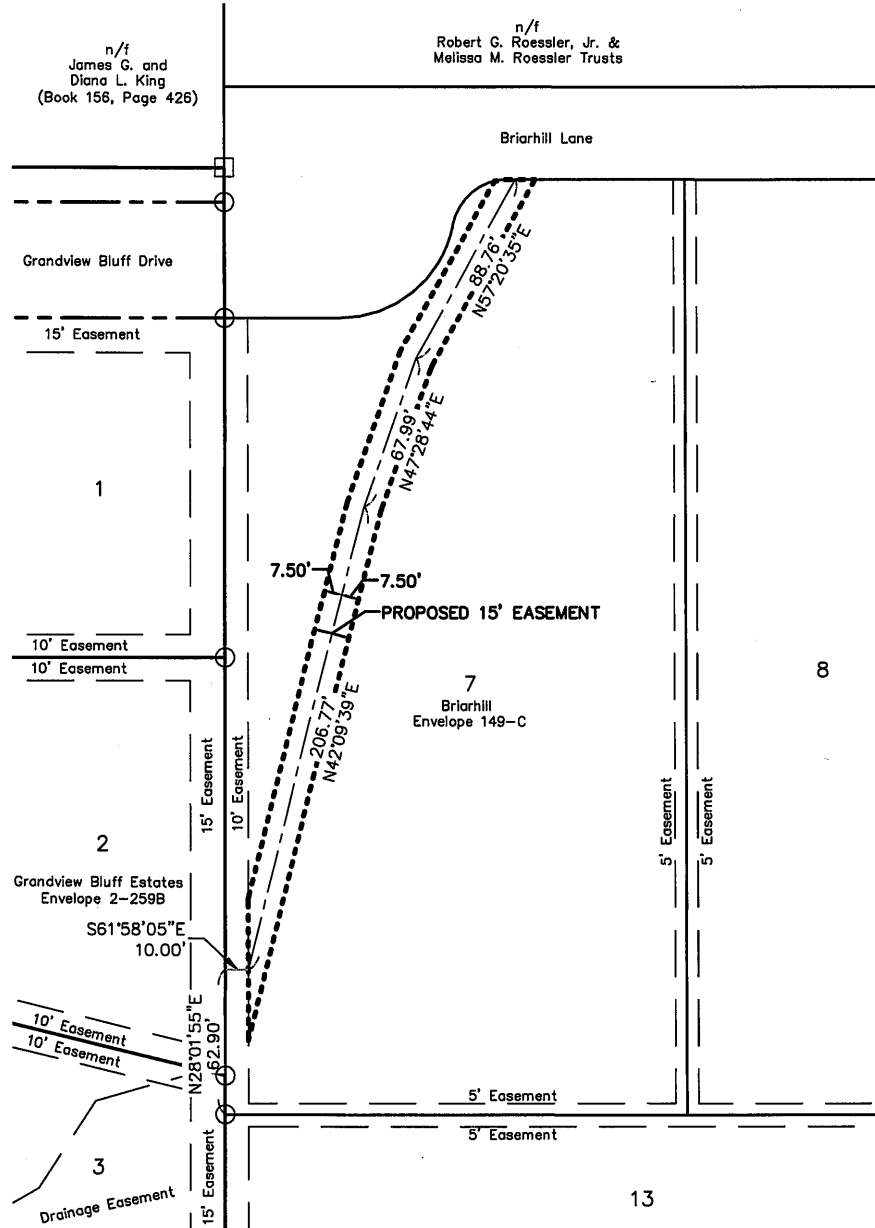 n/f
James G. and
Diana L. King
(Book 156, Page 426)
n/f
Robert G. Roessler, Jr. &
Melissa M. Roessler Trusts
Briarhill Lane
Grandview Bluff Drive
15' Easement
88.76'
N57°20'35"E
67.99'
N47°28'44"E
1
7.50'
7.50'
PROPOSED 15' EASEMENT
10' Easement
10' Easement
7
Briarhill
Envelope 149-C
8
206.77'
N42°09'39"E
15' Easement
10' Easement
5' Easement
5' Easement
2
Grandview Bluff Estates
Envelope 2-259B
S61°58'05"E
10.00'
N28°01'55"E
62.90'
10' Easement
10' Easement
5' Easement
5' Easement
3
Drainage Easement
15' Easement
13